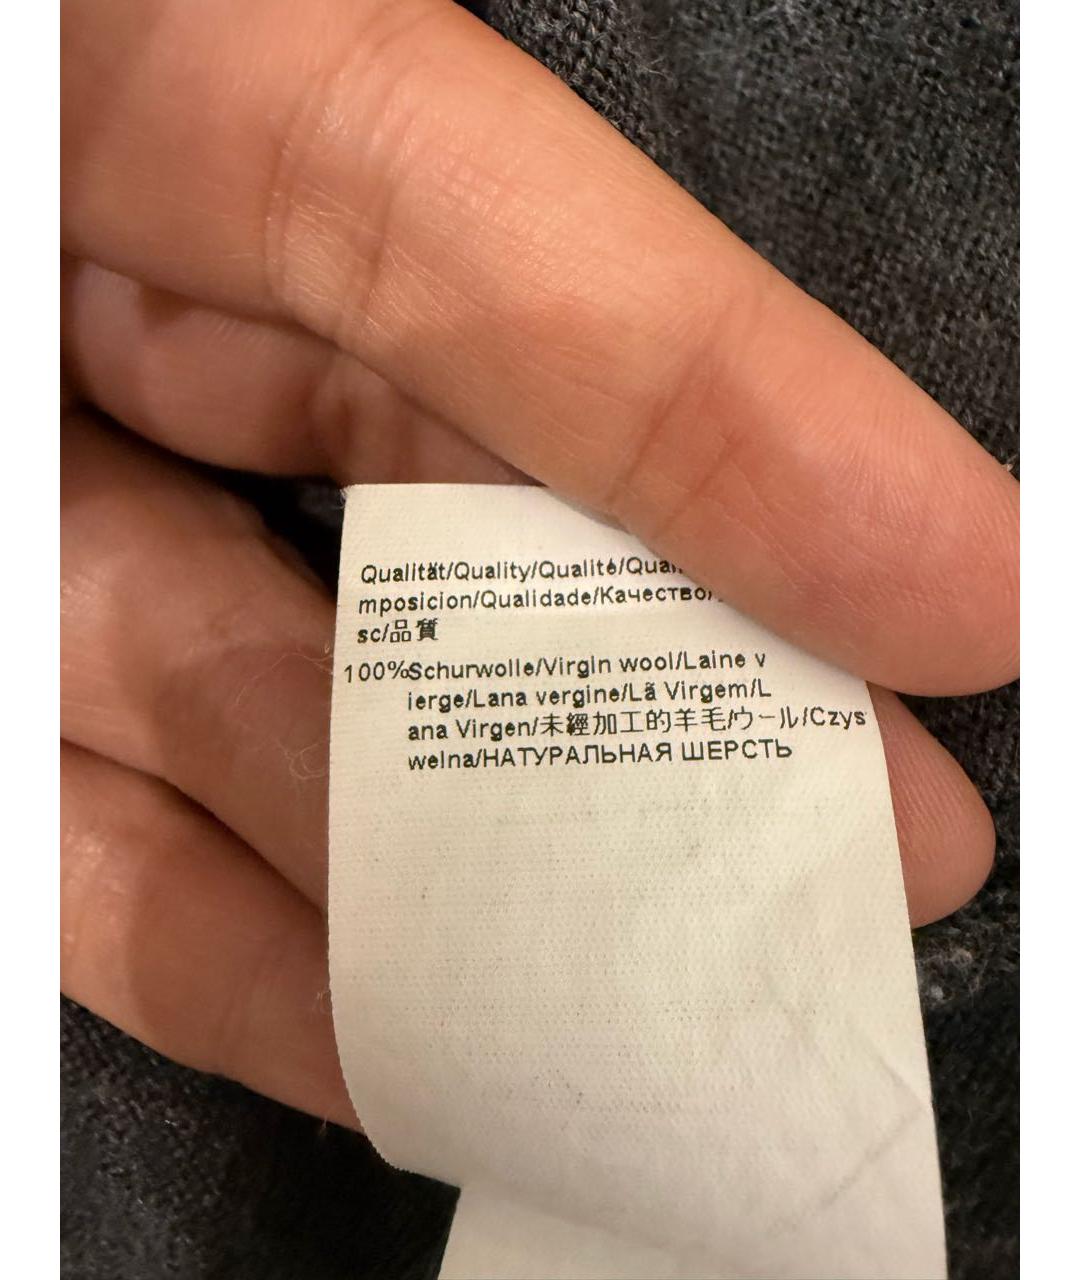 Qualität/Quality/Qualité/
mposicion/Qualidade/Качество/
sc/品質
100%Schurwolle/Virgin wool/Laine v
ierge/Lana vergine/Lã Virgem/L
ana Virgen/未經加工的羊毛/ウール/Czys
welna/НАТУРАЛЬНАЯ ШЕРСТЬ